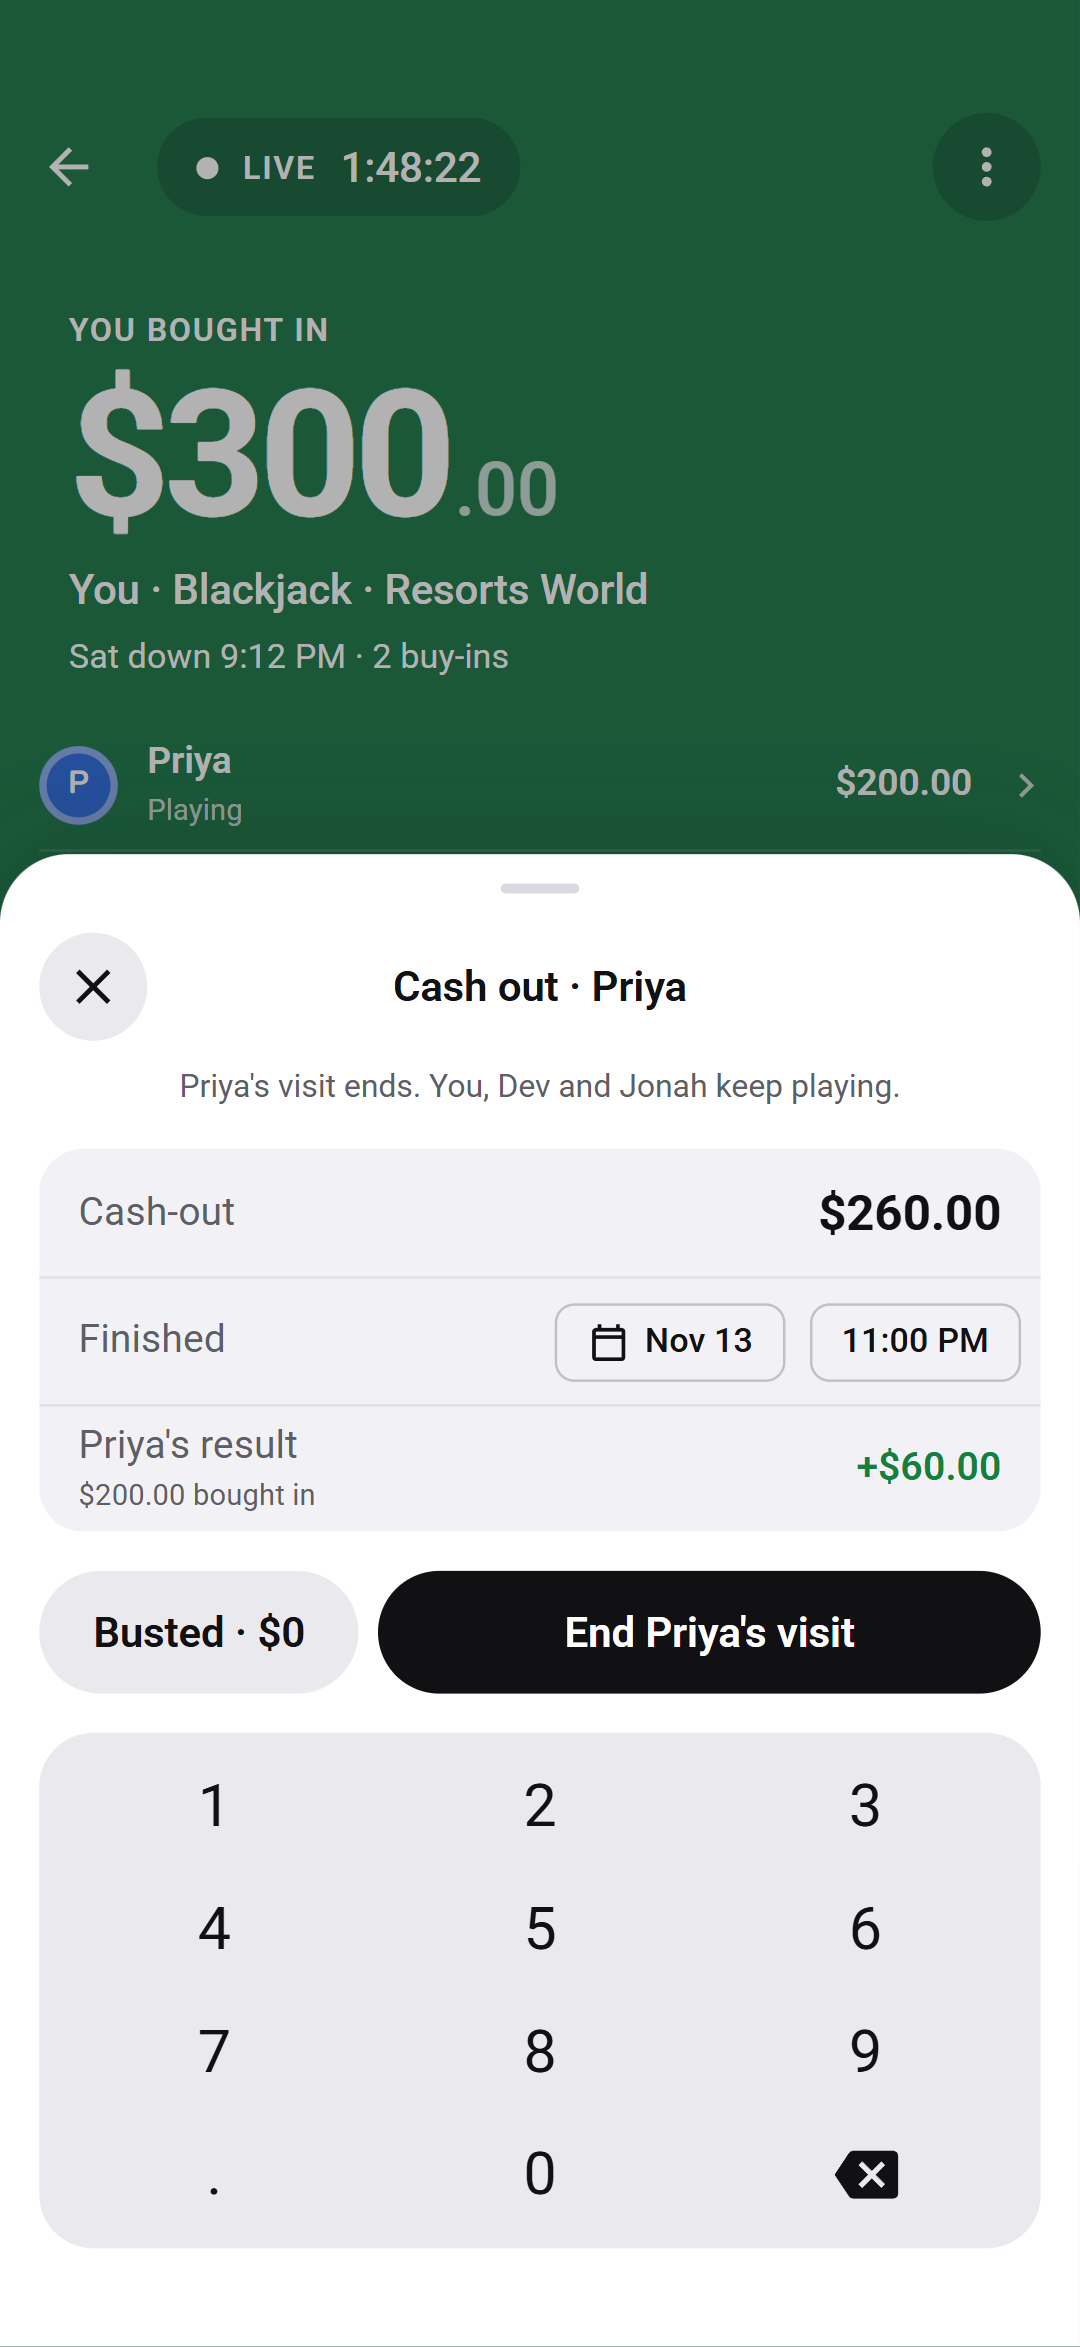 LIVE 1:48:22
YOU BOUGHT IN
$300.00
You · Blackjack · Resorts World
Sat down 9:12 PM · 2 buy-ins
P
Priya
Playing
$200.00
Cash out · Priya
Priya's visit ends. You, Dev and Jonah keep playing.
Cash-out $260.00
Finished Nov 13 11:00 PM
Priya's result
$200.00 bought in
+$60.00
Busted · $0 End Priya's visit
1 2 3
4 5 6
7 8 9
. 0